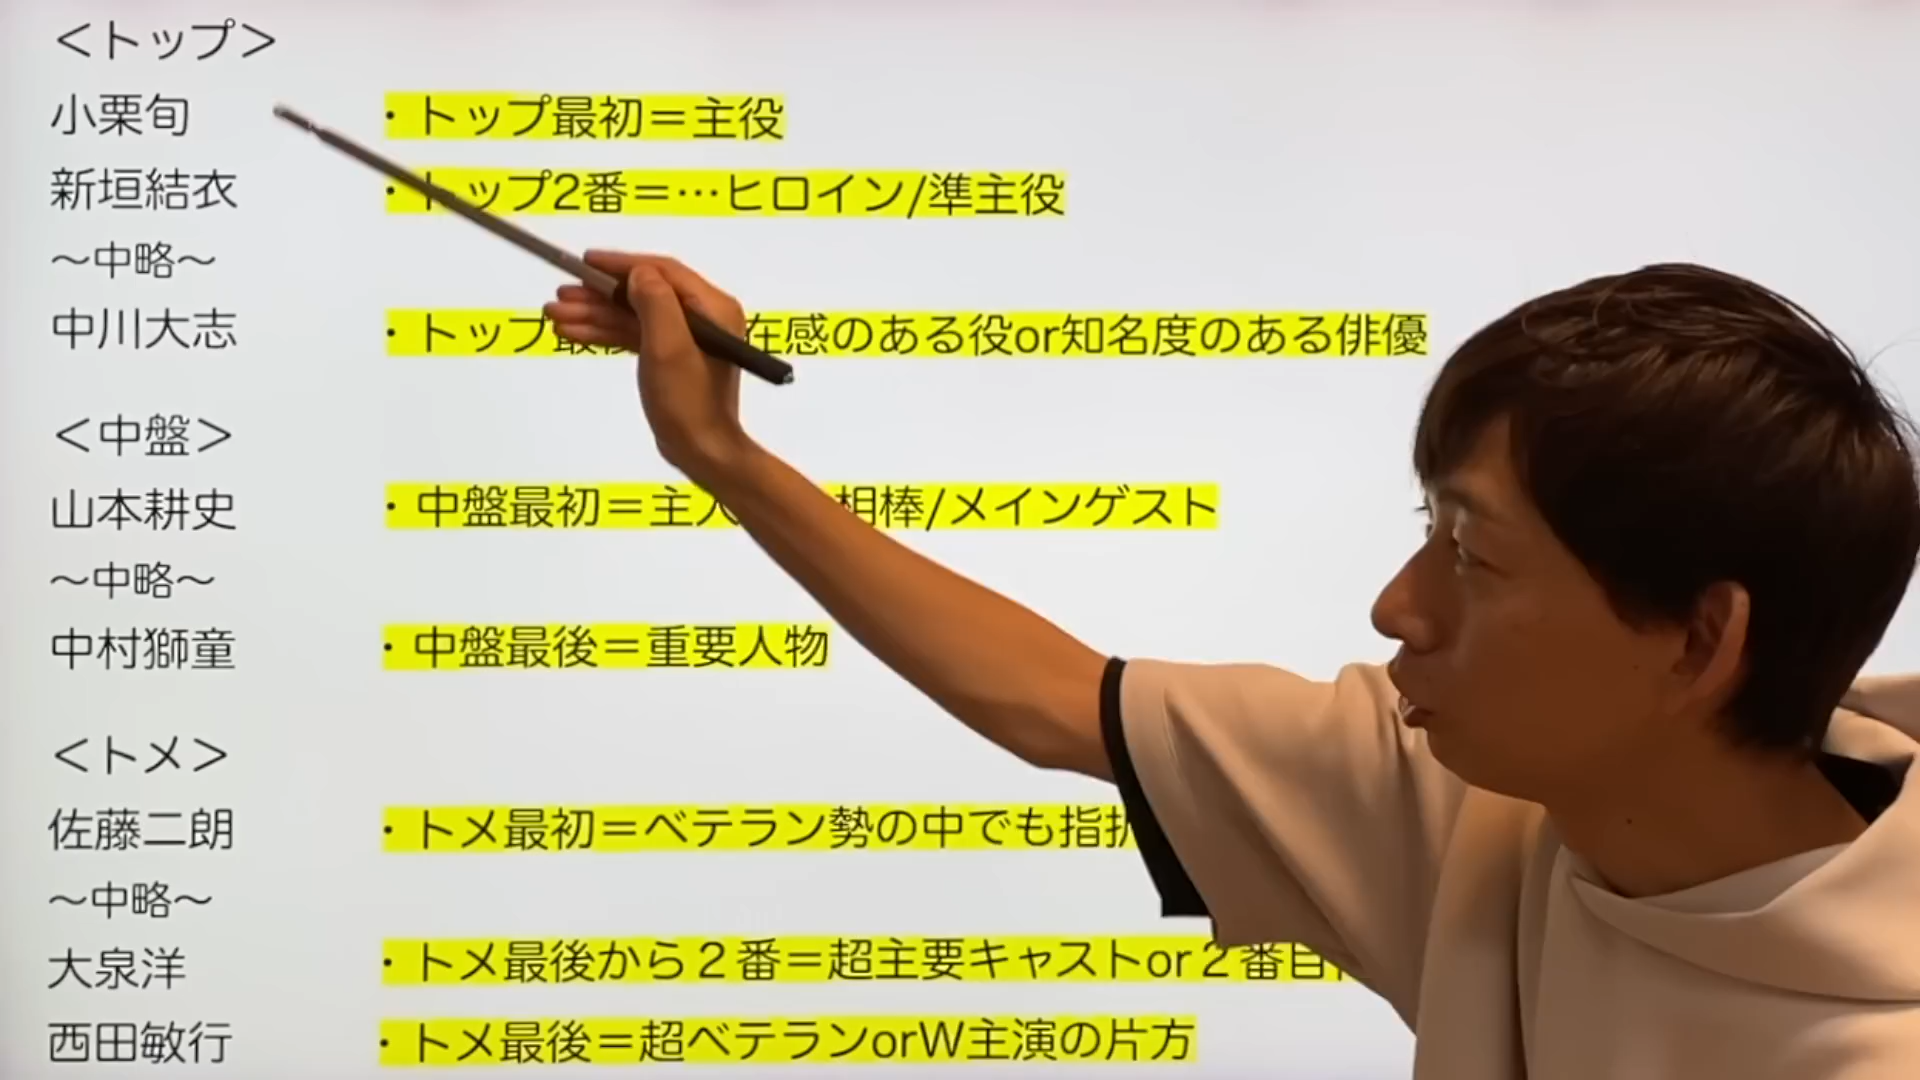 ＜トップ＞
小栗旬 ・トップ最初＝主役
新垣結衣 ・トップ2番＝…ヒロイン/準主役
～中略～
中川大志 ・トップ最 在感のある役or知名度のある俳優
＜中盤＞
山本耕史 ・中盤最初＝主人 相棒/メインゲスト
～中略～
中村獅童 ・中盤最後＝重要人物
＜トメ＞
佐藤二朗 ・トメ最初＝ベテラン勢の中でも指
～中略～
大泉洋 ・トメ最後から２番＝超主要キャストor２番目
西田敏行 ・トメ最後＝超ベテランorW主演の片方